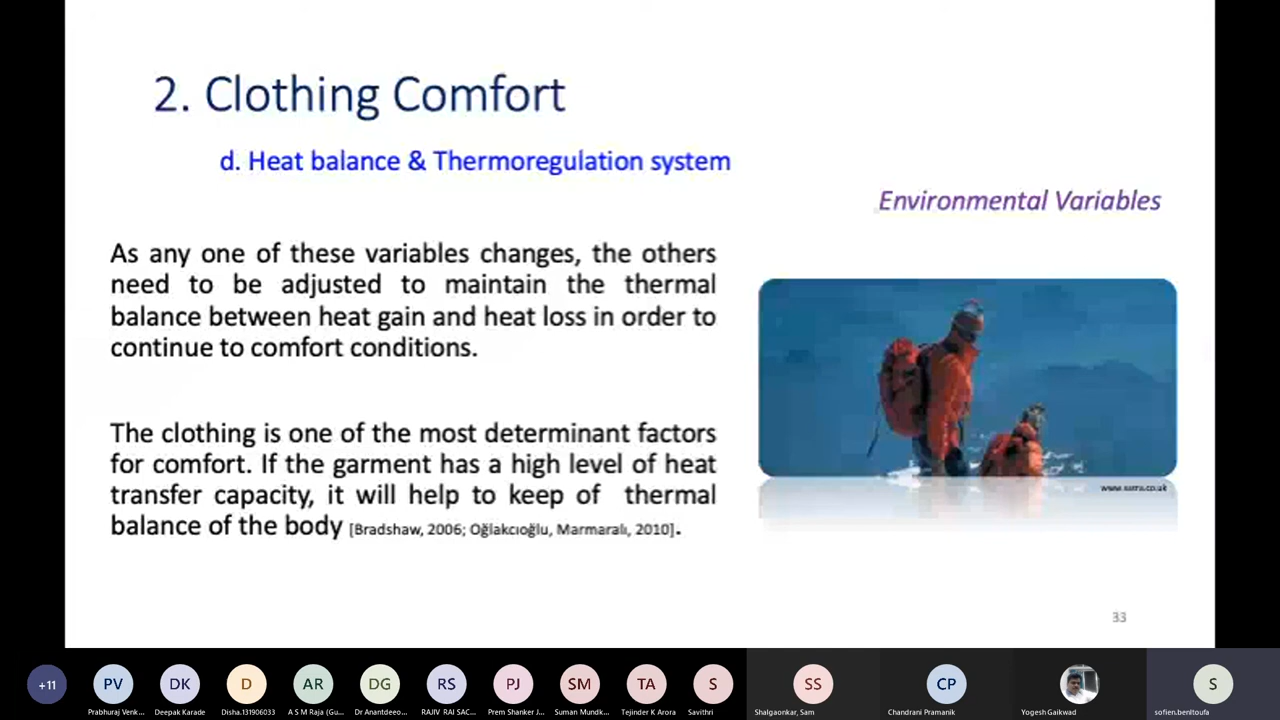 2. Clothing Comfort
d. Heat balance & Thermoregulation system
Environmental Variables
As any one of these variables changes, the others
need to be adjusted to maintain the thermal
balance between heat gain and heat loss in order to
continue to comfort conditions.
The clothing is one of the most determinant factors
for comfort. If the garment has a high level of heat
transfer capacity, it will help to keep of thermal
balance of the body [Bradshaw, 2006; Oğlakcıoğlu, Marmaralı, 2010].
33
+11 PV DK D AR DG RS PJ SM TA S SS CP S
Prabhuraj Venk... Deepak Karade Disha.131906033 A S M Raja (Gu... Dr Anantdeeo... RAJIV RAI SAC... Prem Shanker J... Suman Mundk... Tejinder K Arora Savithri Shalgaonkar, Sam Chandrani Pramanik Yogesh Gaikwad sofien.benltoufa